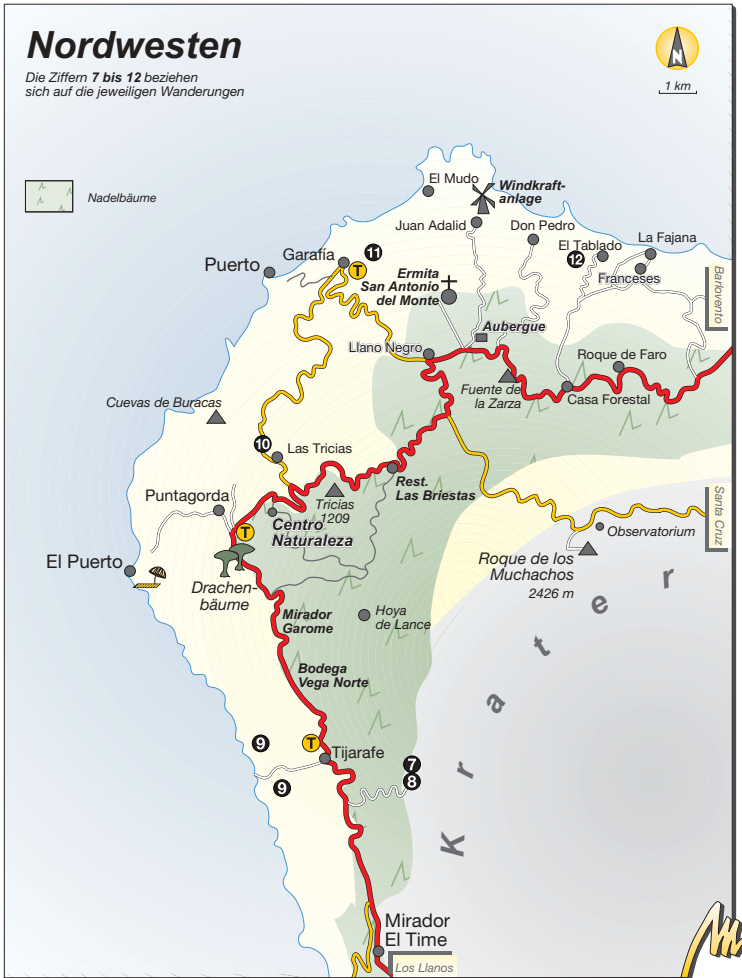 Nordwesten
Die Ziffern 7 bis 12 beziehen
sich auf die jeweiligen Wanderungen
N
1 km
Nadelbäume
El Mudo
Windkraft-
anlage
Juan Adalid
Don Pedro
El Tablado
La Fajana
12
Franceses
Garafía
11
T
Puerto
Ermita
San Antonio
del Monte
Barlovento
Aubergue
Llano Negro
Roque de Faro
Fuente de
la Zarza
Casa Forestal
Cuevas de Buracas
10
Las Tricias
Rest.
Las Briestas
Tricias
1209
Puntagorda
Centro
Naturaleza
T
Santa Cruz
Observatorium
Roque de los
Muchachos
2426 m
El Puerto
Drachen-
bäume
Mirador
Garome
Hoya
de Lance
Bodega
Vega Norte
Krater
9
T
Tijarafe
9
7
8
Mirador
El Time
Los Llanos